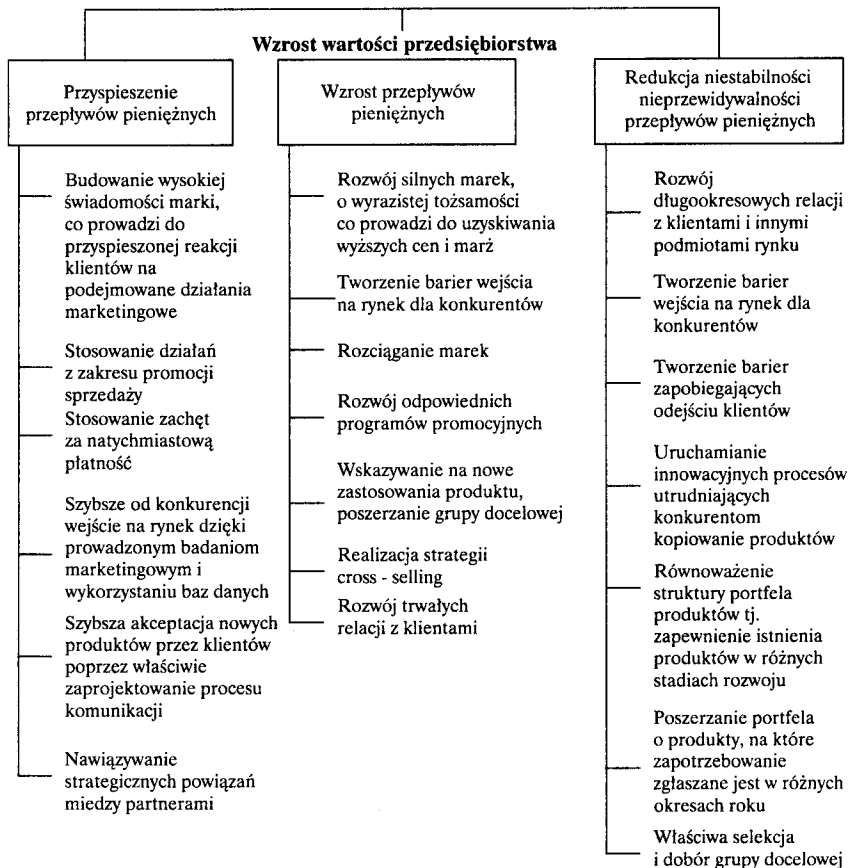 Wzrost wartości przedsiębiorstwa
Przyspieszenie
przepływów pieniężnych
Budowanie wysokiej
świadomości marki,
co prowadzi do
przyspieszonej reakcji
klientów na
podejmowane działania
marketingowe
Stosowanie działań
z zakresu promocji
sprzedaży
Stosowanie zachęt
za natychmiastową
płatność
Szybsze od konkurencji
wejście na rynek dzięki
prowadzonym badaniom
marketingowym i
wykorzystaniu baz danych
Szybsza akceptacja nowych
produktów przez klientów
poprzez właściwie
zaprojektowanie procesu
komunikacji
Nawiązywanie
strategicznych powiązań
miedzy partnerami
Wzrost przepływów
pieniężnych
Rozwój silnych marek,
o wyrazistej tożsamości
co prowadzi do uzyskiwania
wyższych cen i marż
Tworzenie barier wejścia
na rynek dla konkurentów
Rozciąganie marek
Rozwój odpowiednich
programów promocyjnych
Wskazywanie na nowe
zastosowania produktu,
poszerzanie grupy docelowej
Realizacja strategii
cross - selling
Rozwój trwałych
relacji z klientami
Redukcja niestabilności
nieprzewidywalności
przepływów pieniężnych
Rozwój
długookresowych relacji
z klientami i innymi
podmiotami rynku
Tworzenie barier
wejścia na rynek dla
konkurentów
Tworzenie barier
zapobiegających
odejściu klientów
Uruchamianie
innowacyjnych procesów
utrudniających
konkurentom
kopiowanie produktów
Równoważenie
struktury portfela
produktów tj.
zapewnienie istnienia
produktów w różnych
stadiach rozwoju
Poszerzanie portfela
o produkty, na które
zapotrzebowanie
zgłaszane jest w różnych
okresach roku
Właściwa selekcja
i dobór grupy docelowej